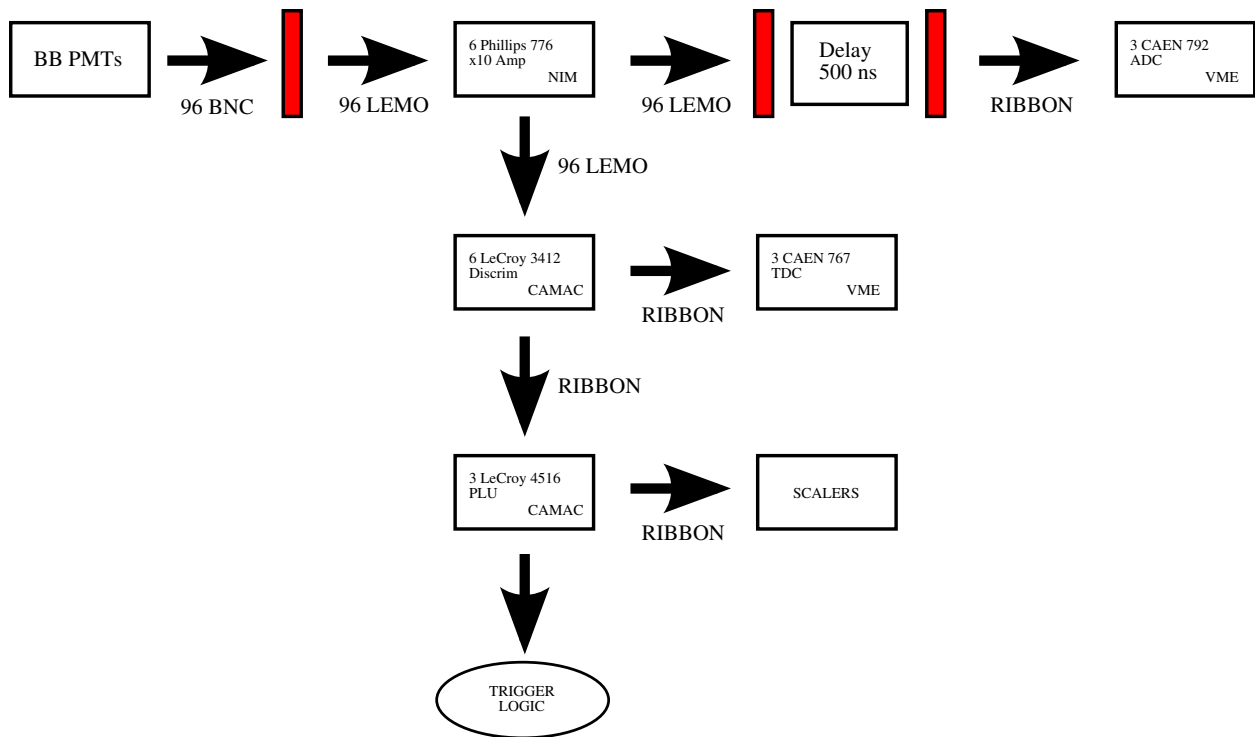 BB PMTs
96 BNC
96 LEMO
6 Phillips 776
x10 Amp
NIM
96 LEMO
Delay
500 ns
RIBBON
3 CAEN 792
ADC
VME
96 LEMO
6 LeCroy 3412
Discrim
CAMAC
RIBBON
3 CAEN 767
TDC
VME
RIBBON
3 LeCroy 4516
PLU
CAMAC
RIBBON
SCALERS
TRIGGER
LOGIC